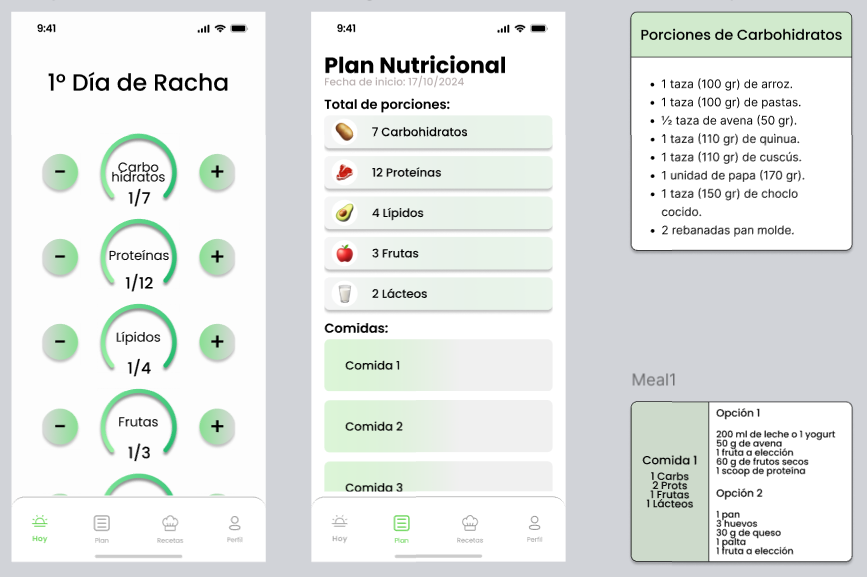 9:41
1º Día de Racha
-
Carbo
hidratos
1/7
+
-
Proteínas
1/12
+
-
Lípidos
1/4
+
-
Frutas
1/3
+
Hoy
Plan
Recetas
Perfil
9:41
Plan Nutricional
Fecha de inicio: 17/10/2024
Total de porciones:
7 Carbohidratos
12 Proteínas
4 Lípidos
3 Frutas
2 Lácteos
Comidas:
Comida 1
Comida 2
Comida 3
Hoy
Plan
Recetas
Perfil
Porciones de Carbohidratos
• 1 taza (100 gr) de arroz.
• 1 taza (100 gr) de pastas.
• ½ taza de avena (50 gr).
• 1 taza (110 gr) de quinua.
• 1 taza (110 gr) de cuscús.
• 1 unidad de papa (170 gr).
• 1 taza (150 gr) de choclo
cocido.
• 2 rebanadas pan molde.
Meal1
Comida 1
1 Carbs
2 Prots
1 Frutas
1 Lácteos
Opción 1
200 ml de leche o 1 yogurt
50 g de avena
1 fruta a elección
60 g de frutos secos
1 scoop de proteína
Opción 2
1 pan
3 huevos
30 g de queso
1 palta
1 fruta a elección